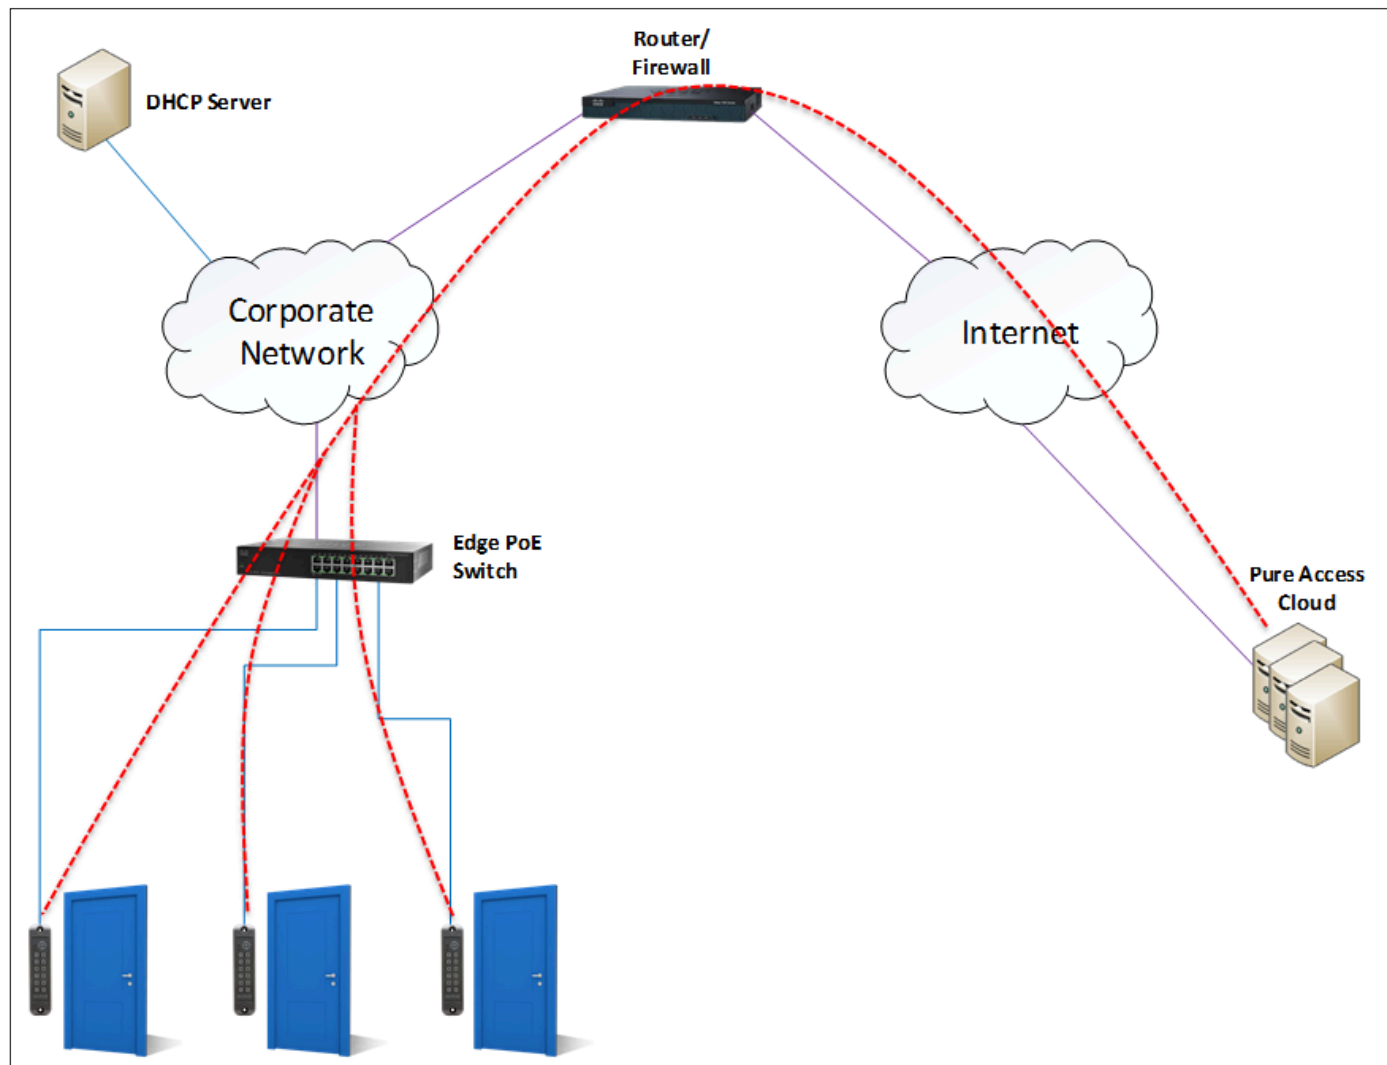 Router/
Firewall
DHCP Server
Corporate
Network
Internet
Edge PoE
Switch
Pure Access
Cloud